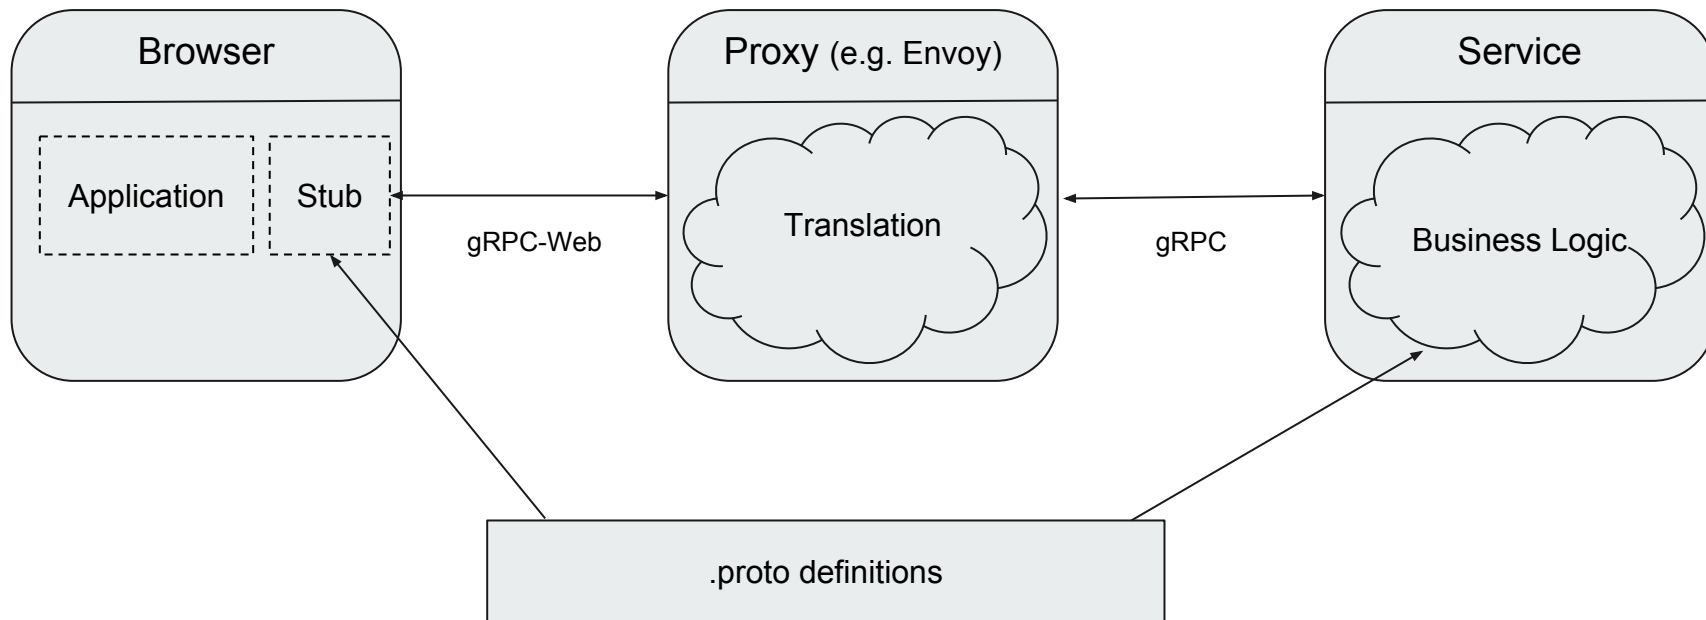 Browser
Proxy (e.g. Envoy)
Service
Application
Stub
gRPC-Web
Translation
gRPC
Business Logic
.proto definitions